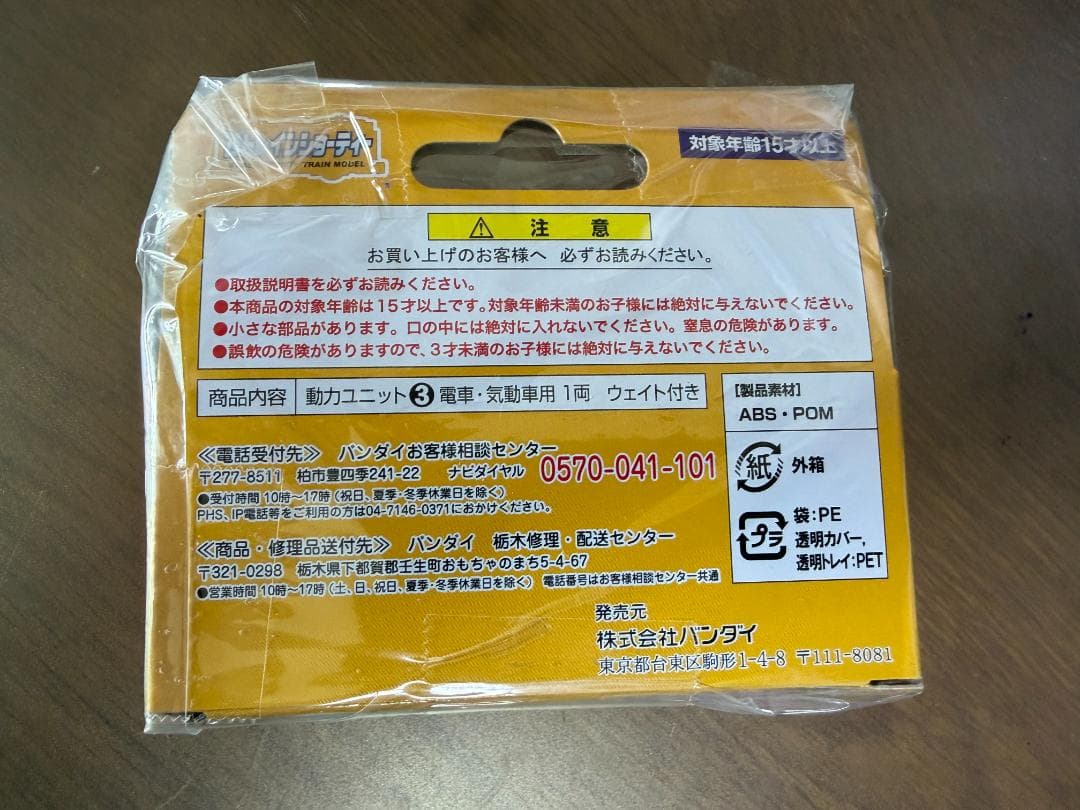 イショーティー
TRAIN MODEL
対象年齢15才以上
注 意
お買い上げのお客様へ 必ずお読みください。
●取扱説明書を必ずお読みください。
●本商品の対象年齢は15才以上です。対象年齢未満のお子様には絶対に与えないでください。
●小さな部品があります。口の中には絶対に入れないでください。窒息の危険があります。
●誤飲の危険がありますので、3才未満のお子様には絶対に与えないでください。
商品内容 動力ユニット❸電車・気動車用 1両 ウェイト付き
≪電話受付先≫ バンダイお客様相談センター
〒277-8511 柏市豊四季241-22 ナビダイヤル 0570-041-101
●受付時間 10時〜17時(祝日、夏季・冬季休業日を除く)
PHS、IP電話等をご利用の方は04-7146-0371におかけください。
≪商品・修理品送付先≫ バンダイ 栃木修理・配送センター
〒321-0298 栃木県下都賀郡壬生町おもちゃのまち5-4-67
●営業時間 10時〜17時(土、日、祝日、夏季・冬季休業日を除く) 電話番号はお客様相談センター共通
[製品素材]
ABS・POM
紙 外箱
プラ 袋:PE
透明カバー,
透明トレイ:PET
発売元
株式会社バンダイ
東京都台東区駒形1-4-8 〒111-8081